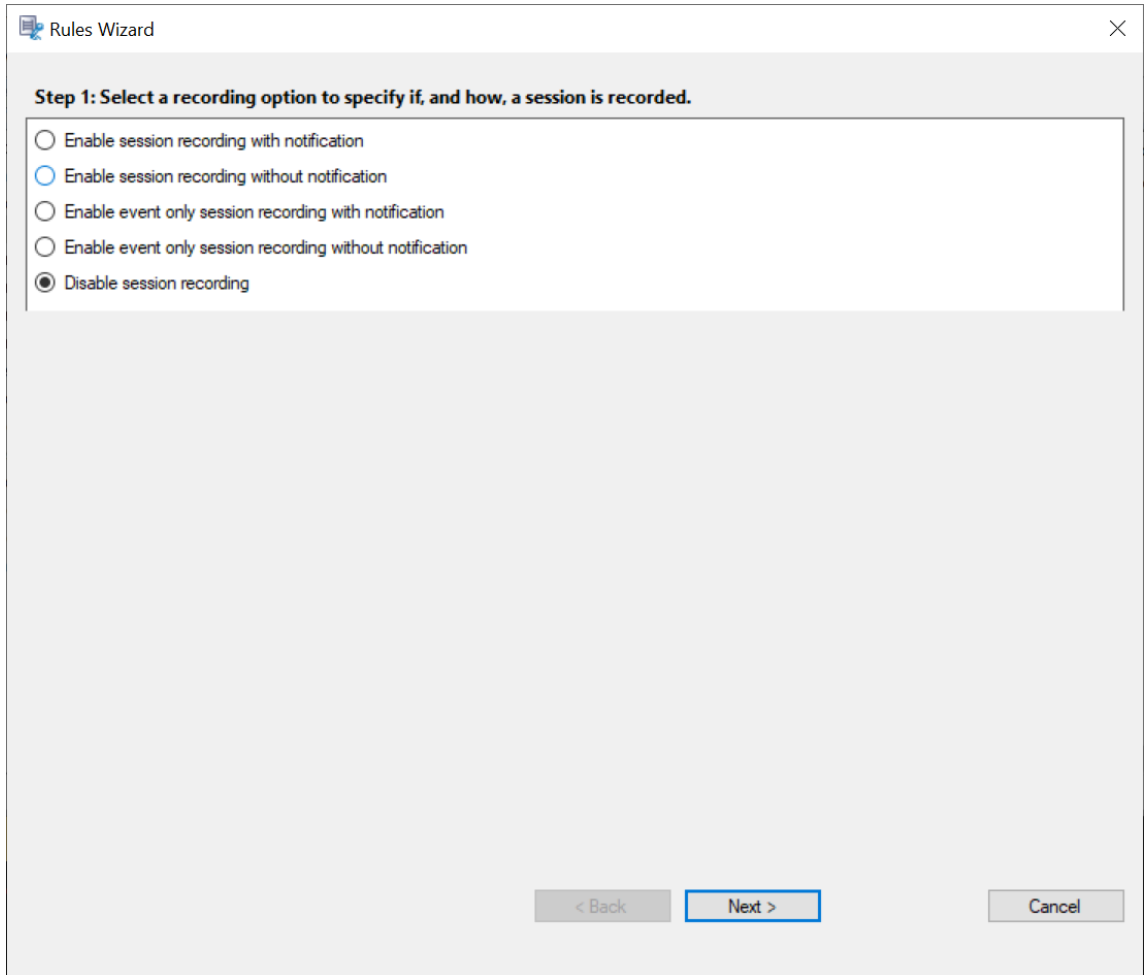 Rules Wizard
Step 1: Select a recording option to specify if, and how, a session is recorded.
Enable session recording with notification
Enable session recording without notification
Enable event only session recording with notification
Enable event only session recording without notification
Disable session recording
< Back
Next >
Cancel